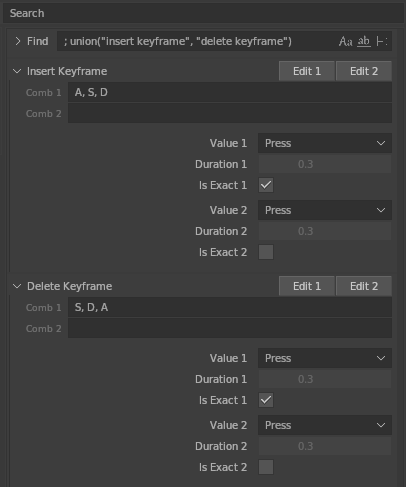 Search
Find ; union("insert keyframe", "delete keyframe") Aa ab
Insert Keyframe Edit 1 Edit 2
Comb 1 A, S, D
Comb 2
Value 1 Press
Duration 1 0.3
Is Exact 1
Value 2 Press
Duration 2 0.3
Is Exact 2
Delete Keyframe Edit 1 Edit 2
Comb 1 S, D, A
Comb 2
Value 1 Press
Duration 1 0.3
Is Exact 1
Value 2 Press
Duration 2 0.3
Is Exact 2